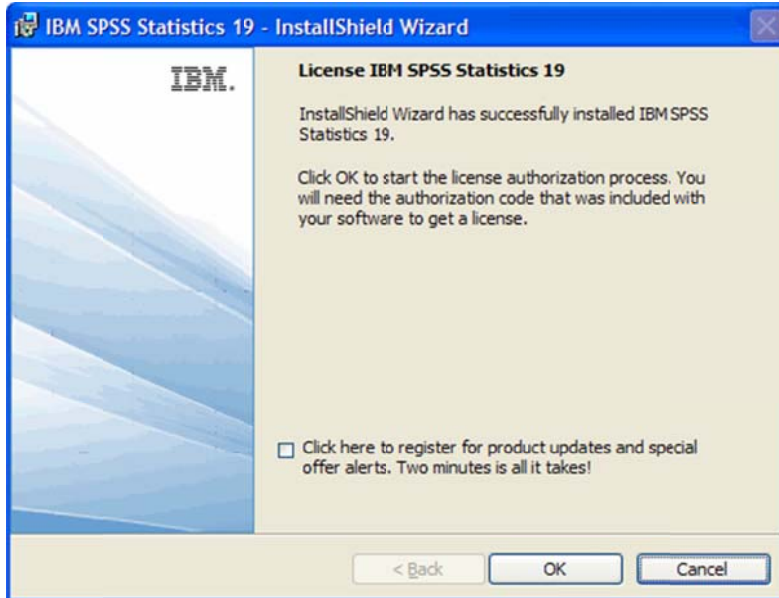 IBM SPSS Statistics 19 - InstallShield Wizard
IBM.
License IBM SPSS Statistics 19
InstallShield Wizard has successfully installed IBM SPSS
Statistics 19.
Click OK to start the license authorization process. You
will need the authorization code that was included with
your software to get a license.
Click here to register for product updates and special
offer alerts. Two minutes is all it takes!
< Back
OK
Cancel